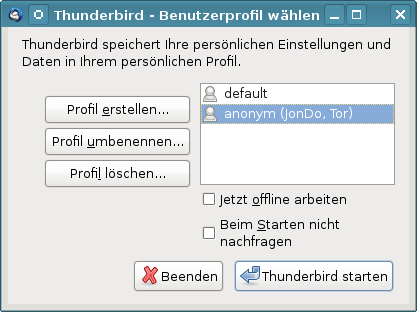 Thunderbird - Benutzerprofil wählen
Thunderbird speichert Ihre persönlichen Einstellungen und
Daten in Ihrem persönlichen Profil.
Profil erstellen...
Profil umbenennen...
Profil löschen...
default
anonym (JonDo, Tor)
Jetzt offline arbeiten
Beim Starten nicht
nachfragen
Beenden
Thunderbird starten